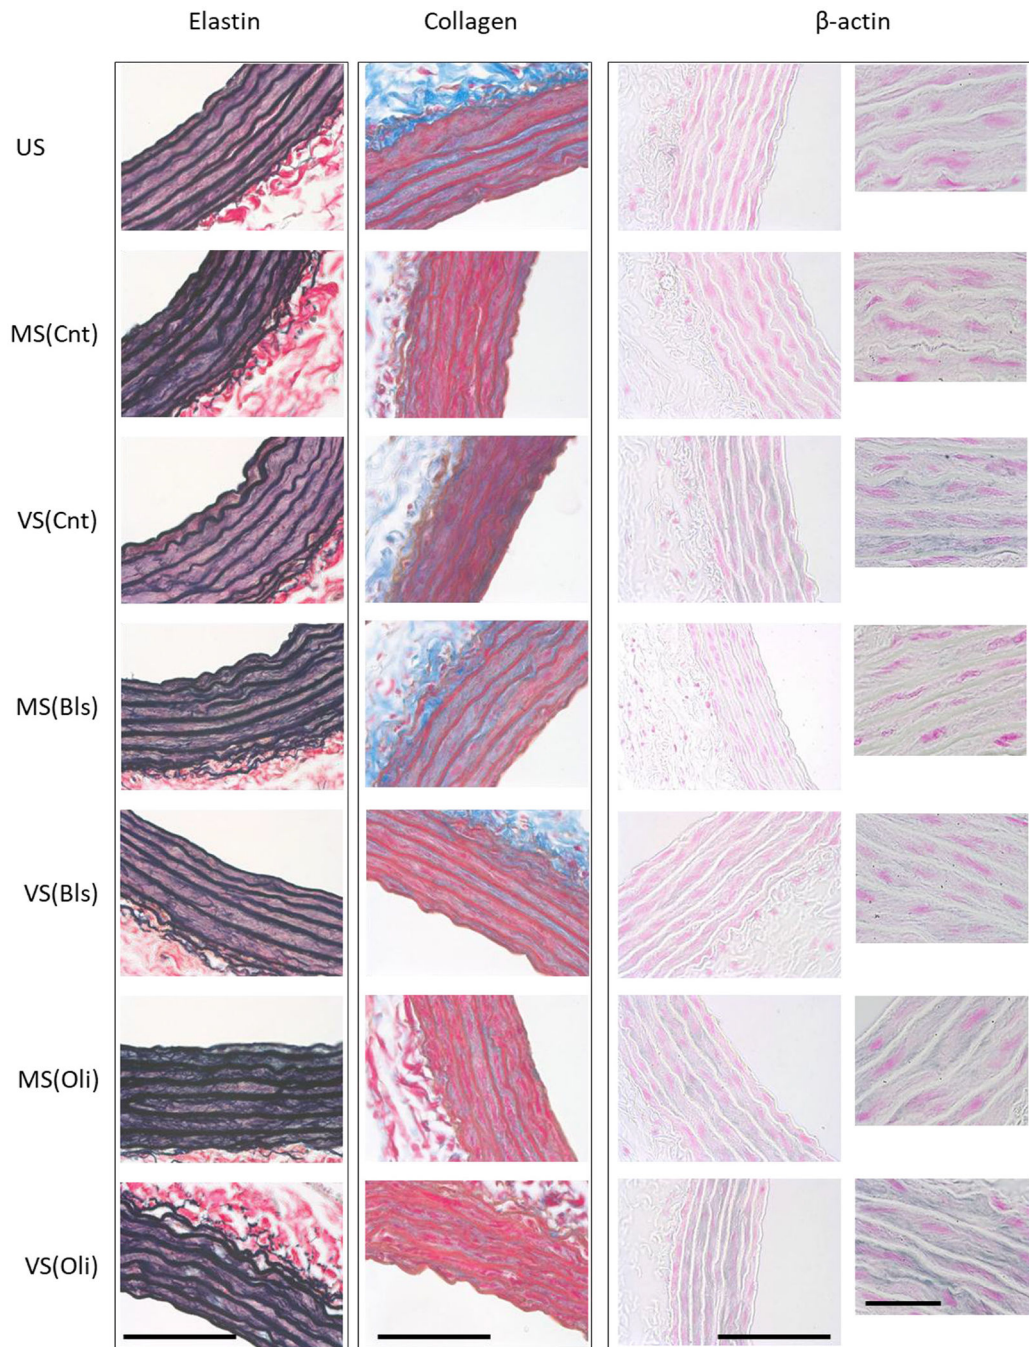 Elastin Collagen β-actin
US
MS(Cnt)
VS(Cnt)
MS(Bls)
VS(Bls)
MS(Oli)
VS(Oli)